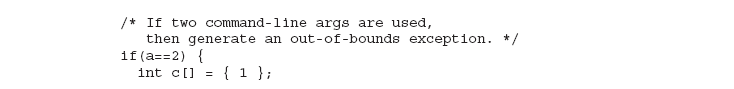 /* If two command-line args are used,
then generate an out-of-bounds exception. */
if(a==2) {
int c[] = { 1 };